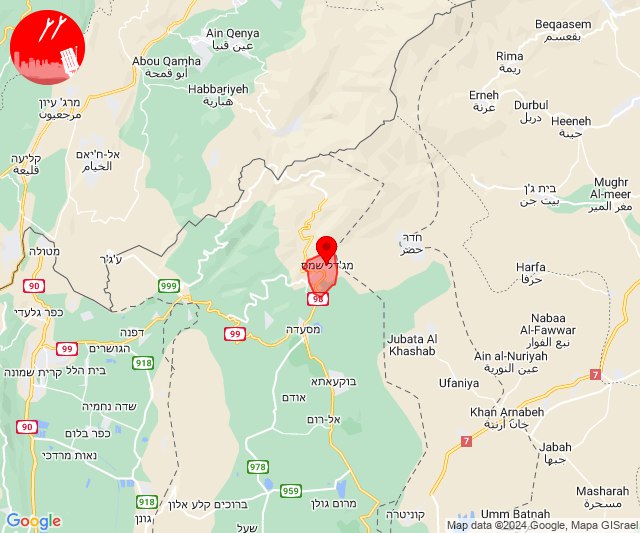 Beqaasem
بقعسم
Ain Qenya
עין קניה
Rima
ريمة
Abou Qamha
أبو قمحة
Habbariyeh
هبارية
Erneh
عرنة
Durbul
دربل
Heeneh
حينة
מרג' עיון
مرجعيون
אל-ח'יאם
الخيام
קליעה
قليعة
בית ג'ן
بيت جن
Mughr
Al-meer
مغر المير
מטולה
ע'ג'ר
חדר
حضر
מג'דל שמס
Harfa
حرفا
90
999
98
כפר גלעדי
99
דפנה
99
הגושרים
918
מסעדה
Nabaa
Al-Fawwar
نبع الفوار
Jubata Al
Khashab
Ain al-Nuriyah
عين النورية
קרית שמונה
בית הלל
בוקעאתא
Ufaniya
7
שדה נחמיה
אודם
90
כפר בלום
אל-רום
Khan Arnabeh
خان أرنبة
נאות מרדכי
7
Jabah
جبها
978
959
918
ברוכים קלע אלון
מרום גולן
Masharah
مسحرة
גונן
שעל
קוניטרה
Umm Batnah
Google
Map data ©2024 Google, Mapa GISrael